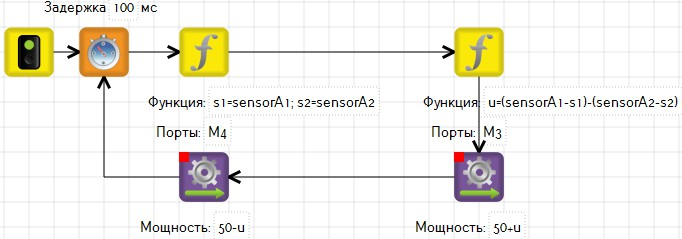 Задержка 100 мс
Функция: s1=sensorA1; s2=sensorA2
Функция: u=(sensorA1-s1)-(sensorA2-s2)
Порты: M4
Порты: M3
Мощность: 50-u
Мощность: 50+u